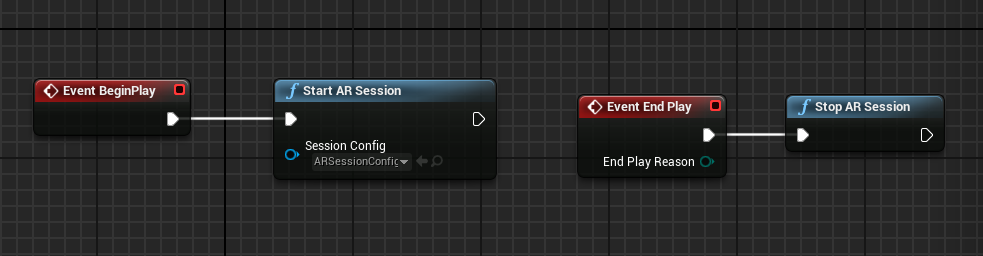 Event BeginPlay
Start AR Session
Session Config
ARSessionConfig
Event End Play
End Play Reason
Stop AR Session